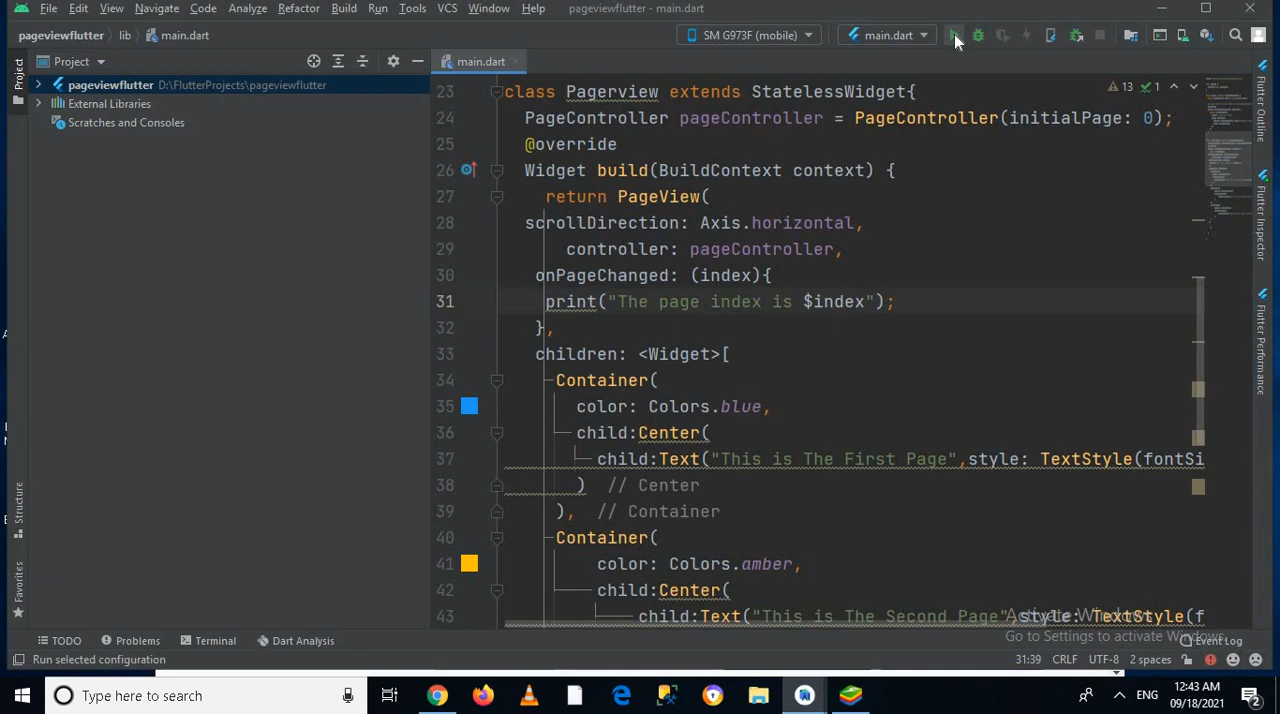 File Edit View Navigate Code Analyze Refactor Build Run Tools VCS Window Help pageviewflutter - main.dart
pageviewflutter lib main.dart SM G973F (mobile) main.dart
Project main.dart
pageviewflutter D:\FlutterProjects\pageviewflutter
External Libraries
Scratches and Consoles
Project
Structure
Favorites
13 1
23 class Pagerview extends StatelessWidget{
24 PageController pageController = PageController(initialPage: 0);
25 @override
26 Widget build(BuildContext context) {
27 return PageView(
28 scrollDirection: Axis.horizontal,
29 controller: pageController,
30 onPageChanged: (index){
31 print("The page index is $index");
32 },
33 children: <Widget>[
34 Container(
35 color: Colors.blue,
36 child:Center(
37 child:Text("This is The First Page",style: TextStyle(fontSi
38 ) // Center
39 ), // Container
40 Container(
41 color: Colors.amber,
42 child:Center(
43 child:Text("This is The Second Page",style: TextStyle(f
Flutter Outline
Flutter Inspector
Flutter Performance
Activate Windows
Go to Settings to activate Windows.
TODO Problems Terminal Dart Analysis Event Log
Run selected configuration 31:39 CRLF UTF-8 2 spaces
Type here to search ENG 12:43 AM
09/18/2021 2